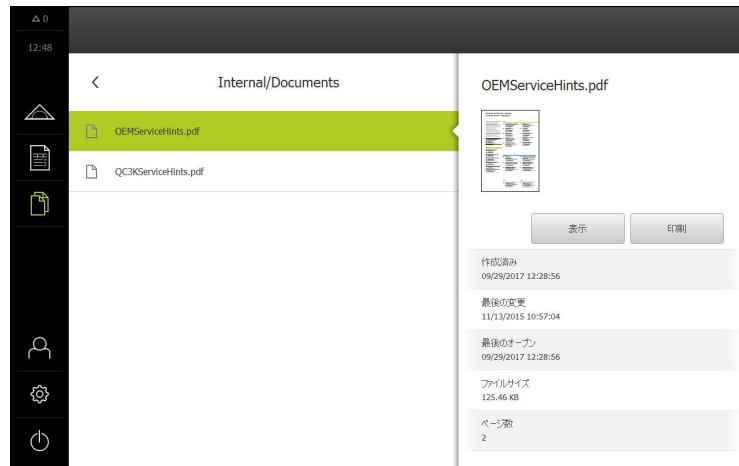 △ 0
12:48
Internal/Documents
OEMServiceHints.pdf
QC3KServiceHints.pdf
OEMServiceHints.pdf
表示
印刷
作成済み
09/29/2017 12:28:56
最後の変更
11/13/2015 10:57:04
最後のオープン
09/29/2017 12:28:56
ファイルサイズ
125.46 KB
ページ数
2